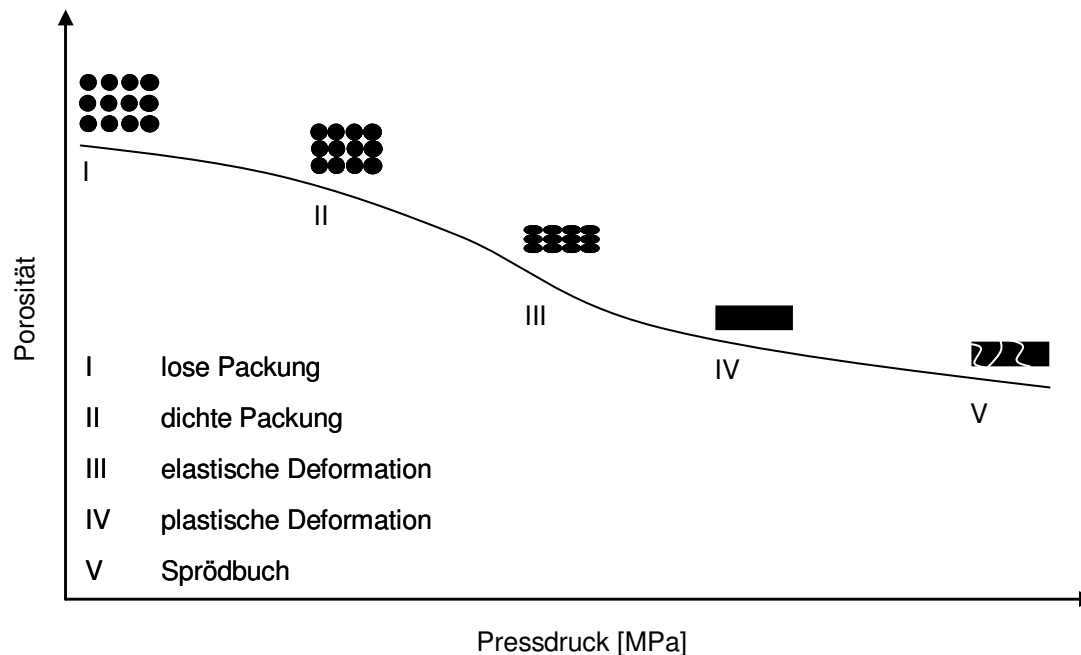 I
II
Porosität
III
I lose Packung
IV
V
II dichte Packung
III elastische Deformation
IV plastische Deformation
V Sprödbuch
Pressdruck [MPa]